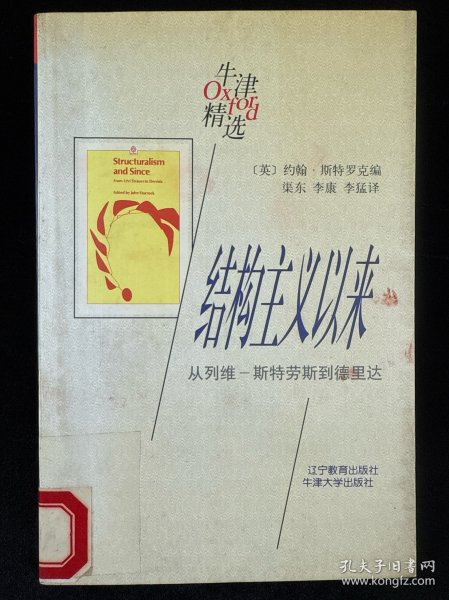 牛津
Oxford
精选
Structuralism
and Since
From Lévi Strauss to Derrida
Edited by John Sturrock
〔英〕约翰·斯特罗克编
渠东 李康 李猛译
结构主义以来
从列维－斯特劳斯到德里达
辽宁教育出版社
牛津大学出版社
孔夫子旧书网
www.kongfz.com